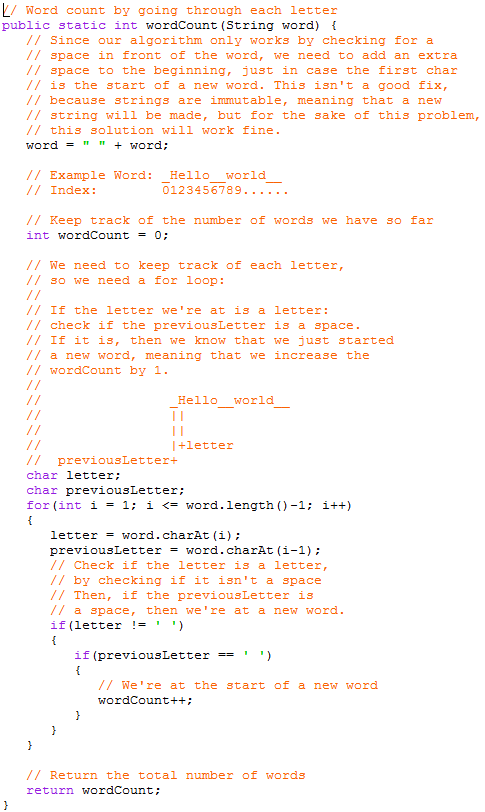 // Word count by going through each letter
public static int wordCount(String word) {
   // Since our algorithm only works by checking for a
   // space in front of the word, we need to add an extra
   // space to the beginning, just in case the first char
   // is the start of a new word. This isn't a good fix,
   // because strings are immutable, meaning that a new
   // string will be made, but for the sake of this problem,
   // this solution will work fine.
   word = " " + word;

   // Example Word: _Hello__world__
   // Index:        0123456789......

   // Keep track of the number of words we have so far
   int wordCount = 0;

   // We need to keep track of each letter,
   // so we need a for loop:
   //
   // If the letter we're at is a letter:
   // check if the previousLetter is a space.
   // If it is, then we know that we just started
   // a new word, meaning that we increase the
   // wordCount by 1.
   //
   //                _Hello__world__
   //                ||
   //                ||
   //                |+letter
   //  previousLetter+
   char letter;
   char previousLetter;
   for(int i = 1; i <= word.length()-1; i++)
   {
      letter = word.charAt(i);
      previousLetter = word.charAt(i-1);
      // Check if the letter is a letter,
      // by checking if it isn't a space
      // Then, if the previousLetter is
      // a space, then we're at a new word.
      if(letter != ' ')
      {
         if(previousLetter == ' ')
         {
            // We're at the start of a new word
            wordCount++;
         }
      }
   }

   // Return the total number of words
   return wordCount;
}